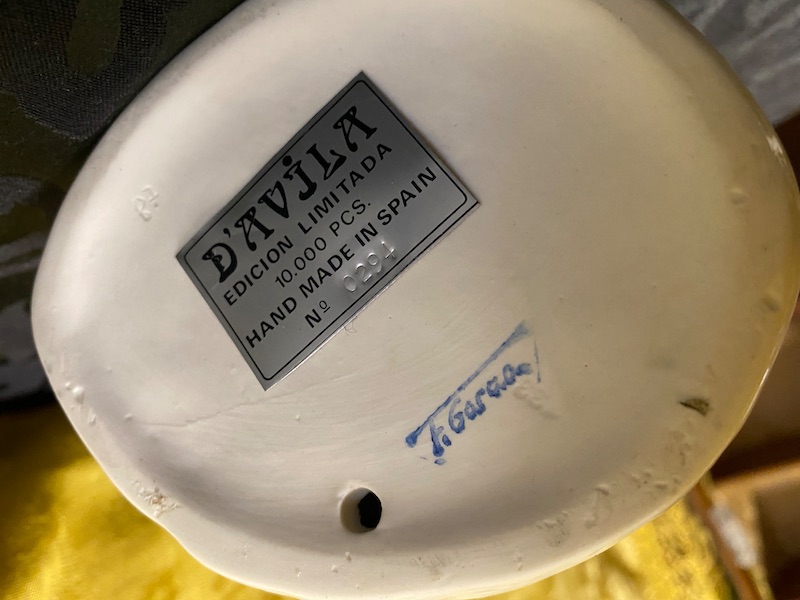 D'AVILA
EDICION LIMITADA
10.000 PCS.
HAND MADE IN SPAIN
Nº 0294